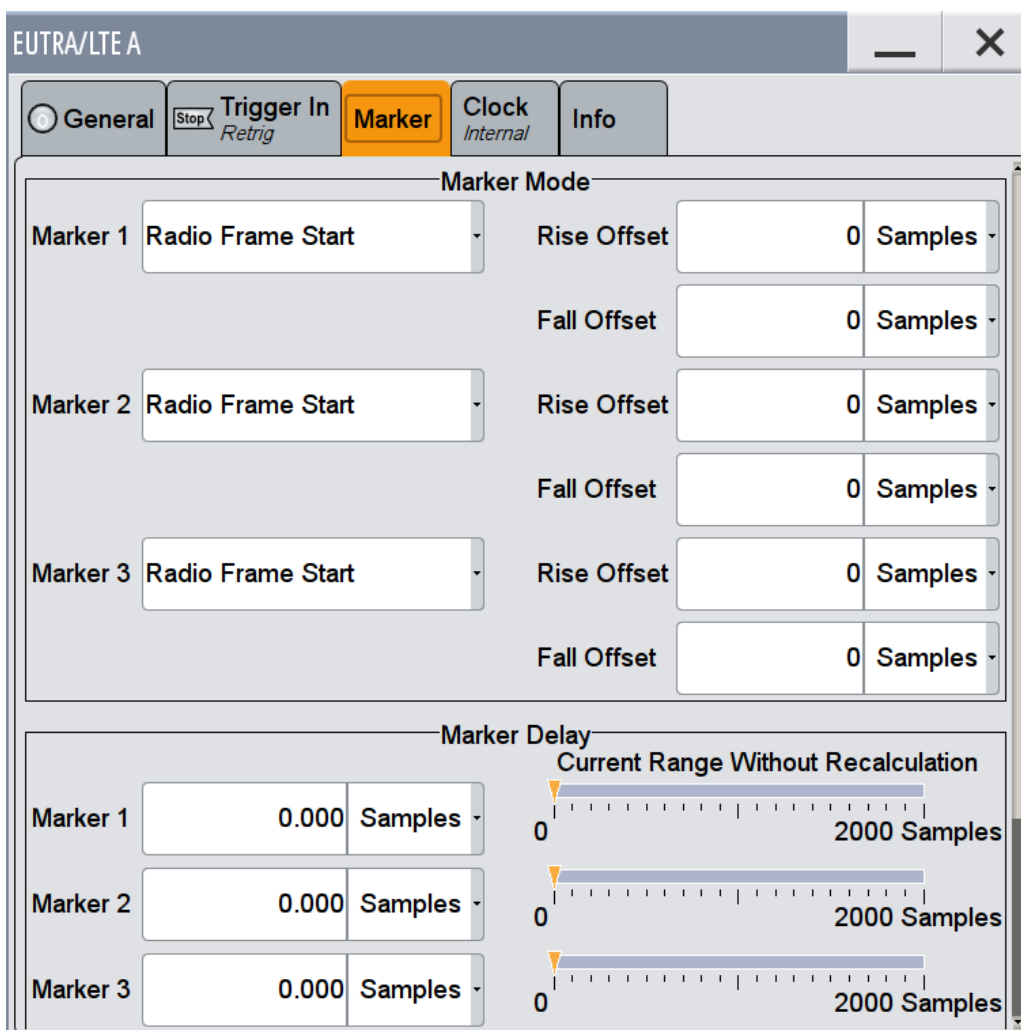 EUTRA/LTE A
General
Stop
Trigger In
Retrig
Marker
Clock
Internal
Info
Marker Mode
Marker 1 Radio Frame Start Rise Offset 0 Samples
Fall Offset 0 Samples
Marker 2 Radio Frame Start Rise Offset 0 Samples
Fall Offset 0 Samples
Marker 3 Radio Frame Start Rise Offset 0 Samples
Fall Offset 0 Samples
Marker Delay
Current Range Without Recalculation
Marker 1 0.000 Samples
0 2000 Samples
Marker 2 0.000 Samples
0 2000 Samples
Marker 3 0.000 Samples
0 2000 Samples